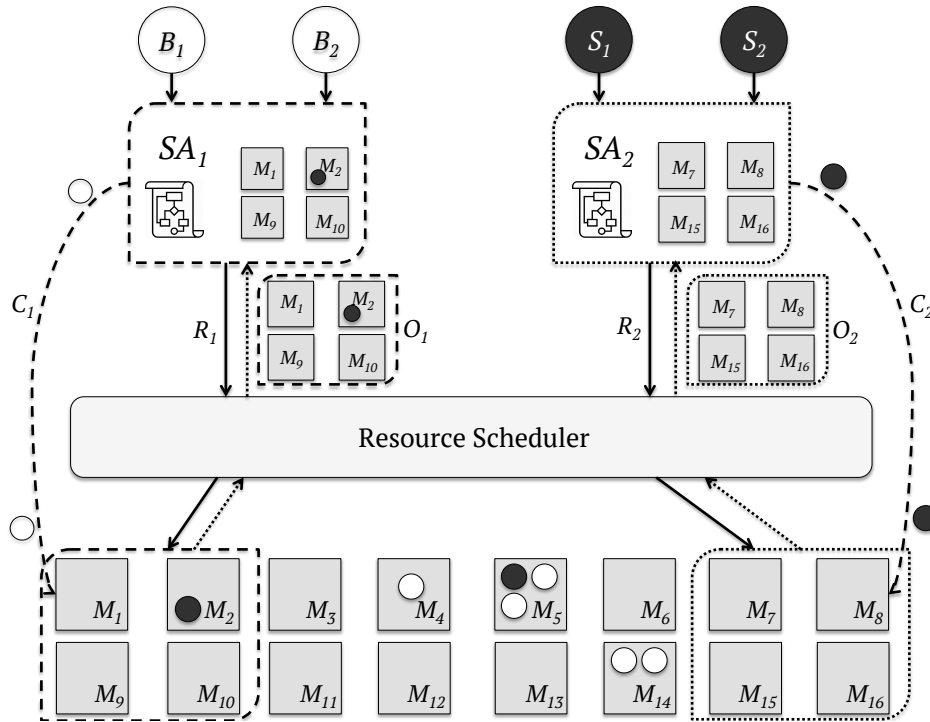 B1 B2 S1 S2
SA1 M1 M2 SA2 M7 M8
M9 M10 M15 M16
C1 R1 M1 M2 O1 R2 M7 M8 O2 C2
M9 M10 M15 M16
Resource Scheduler
M1 M2 M3 M4 M5 M6 M7 M8
M9 M10 M11 M12 M13 M14 M15 M16